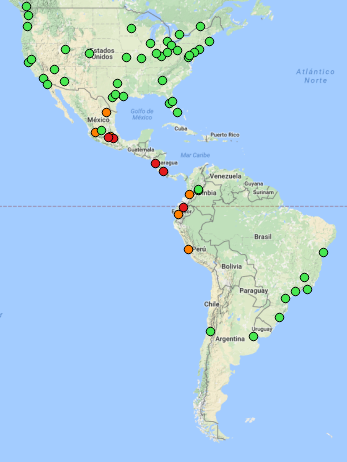 Estados
Unidos
Atlántico
Norte
Golfo de
México
México
Cuba
Puerto Rico
Guatemala
Mar Caribe
Venezuela
Guyana
Surinam
Brasil
Perú
Bolivia
Paraguay
Chile
Uruguay
Argentina